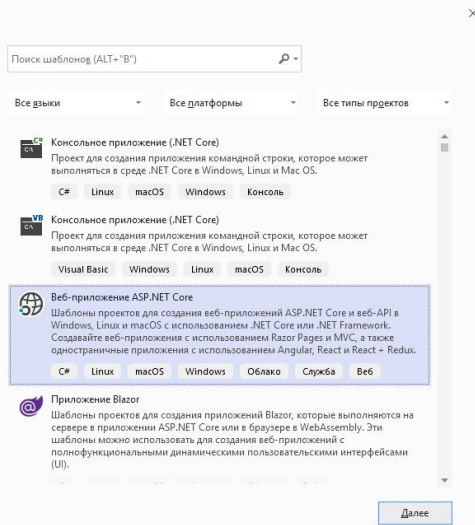 Поиск шаблонов (ALT+"В")
Все языки
Все платформы
Все типы проектов
C#
C:\
Консольное приложение (.NET Core)
Проект для создания приложения командной строки, которое может
выполняться в среде .NET Core в Windows, Linux и Mac OS.
C# Linux macOS Windows Консоль
VB
C:\
Консольное приложение (.NET Core)
Проект для создания приложения командной строки, которое может
выполняться в среде .NET Core в Windows, Linux и Mac OS.
Visual Basic Windows Linux macOS Консоль
Веб-приложение ASP.NET Core
Шаблоны проектов для создания веб-приложений ASP.NET Core и веб-API в
Windows, Linux и macOS с использованием .NET Core или .NET Framework.
Создавайте веб-приложения с использованием Razor Pages и MVC, а также
одностраничные приложения с использованием Angular, React и React + Redux.
C# Linux macOS Windows Облако Служба Веб
Приложение Blazor
Шаблоны проектов для создания приложений Blazor, которые выполняются на
сервере в приложении ASP.NET Core или в браузере в WebAssembly. Эти
шаблоны можно использовать для создания веб-приложений с
полнофункциональными динамическими пользовательскими интерфейсами
(UI).
Далее